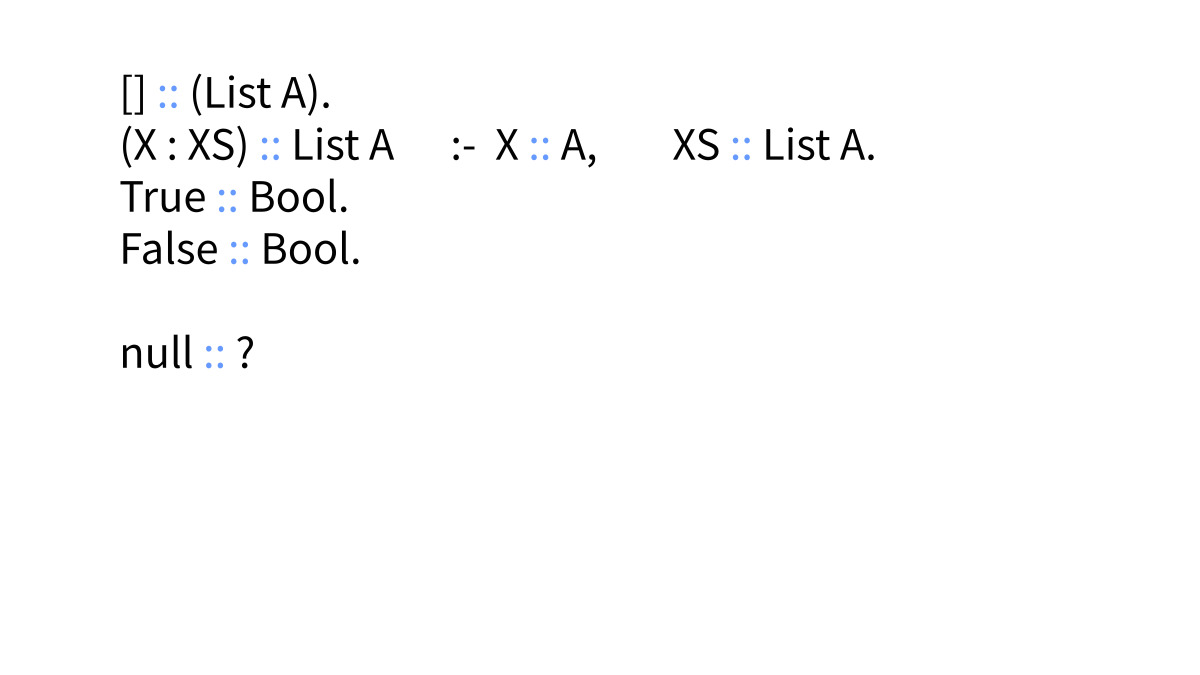 [] :: (List A).
(X : XS) :: List A :- X :: A, XS :: List A.
True :: Bool.
False :: Bool.
null :: ?